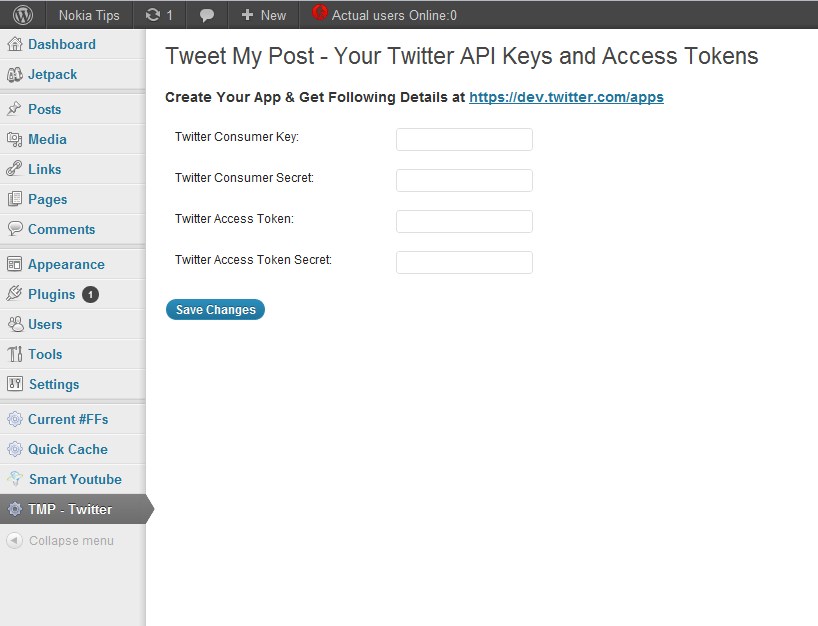 Nokia Tips 1 New Actual users Online:0
Dashboard
Jetpack
Posts
Media
Links
Pages
Comments
Appearance
Plugins 1
Users
Tools
Settings
Current #FFs
Quick Cache
Smart Youtube
TMP - Twitter
Collapse menu
Tweet My Post - Your Twitter API Keys and Access Tokens
Create Your App & Get Following Details at https://dev.twitter.com/apps
Twitter Consumer Key:
Twitter Consumer Secret:
Twitter Access Token:
Twitter Access Token Secret:
Save Changes